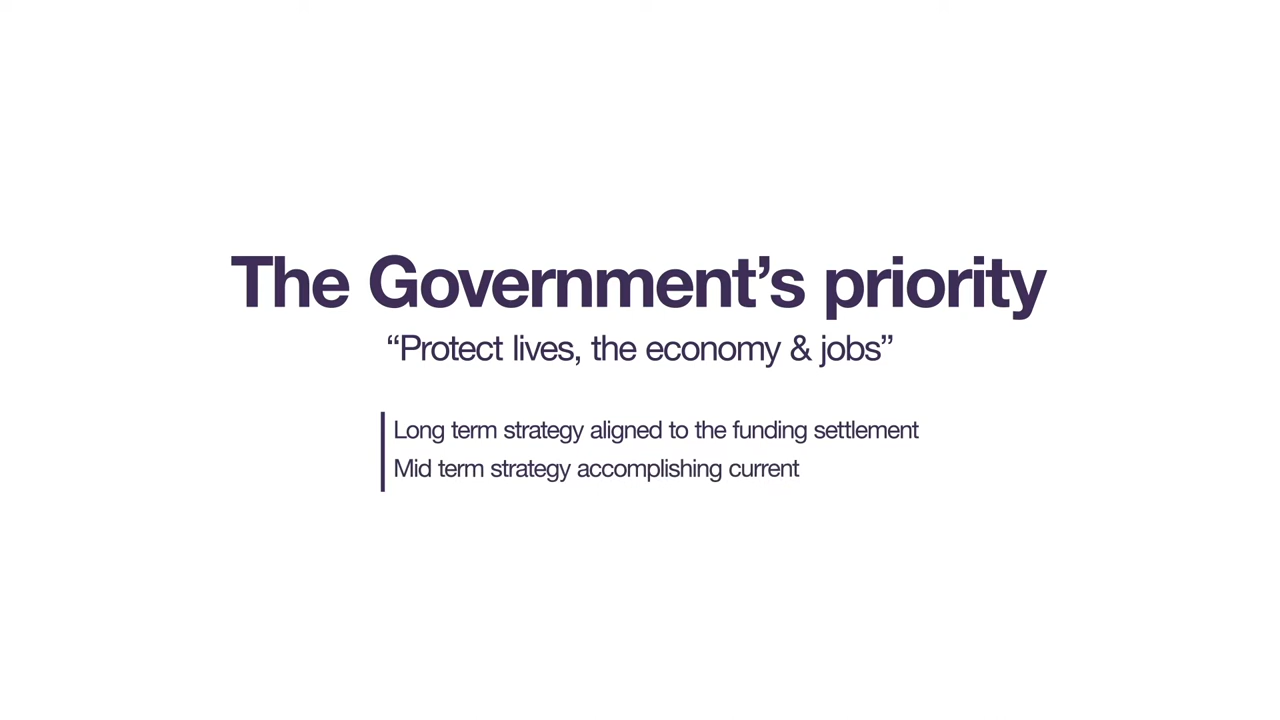 The Government’s priority
“Protect lives, the economy & jobs”
Long term strategy aligned to the funding settlement
Mid term strategy accomplishing current